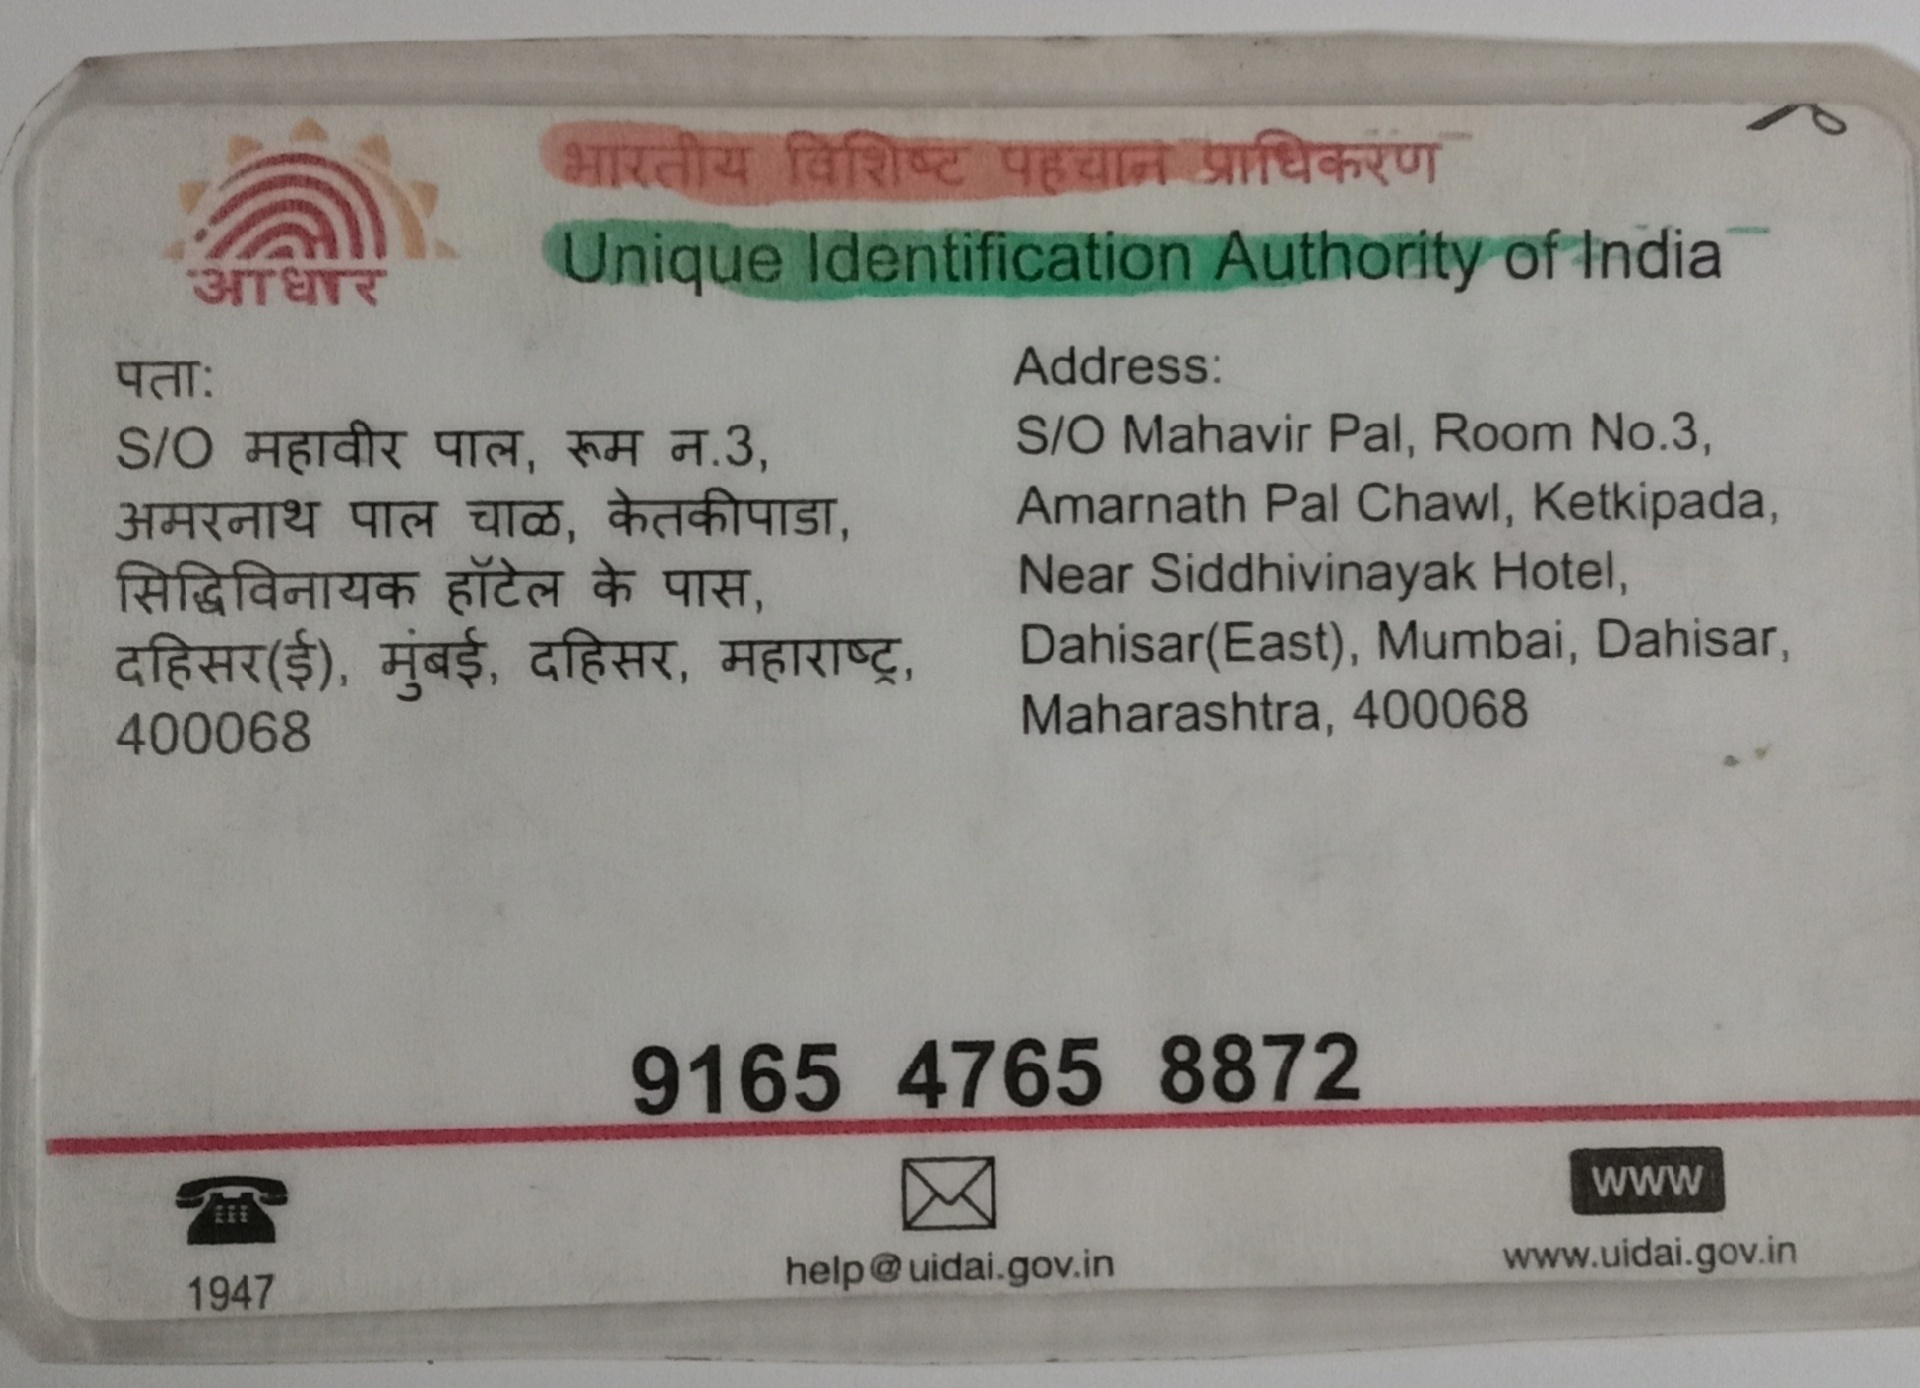 आधार
भारतीय विशिष्ट पहचान प्राधिकरण
Unique Identification Authority of India
पता:
S/O महावीर पाल, रूम न.3,
अमरनाथ पाल चाळ, केतकीपाडा,
सिद्धिविनायक हॉटेल के पास,
दहिसर(ई), मुंबई, दहिसर, महाराष्ट्र,
400068
Address:
S/O Mahavir Pal, Room No.3,
Amarnath Pal Chawl, Ketkipada,
Near Siddhivinayak Hotel,
Dahisar(East), Mumbai, Dahisar,
Maharashtra, 400068
9165 4765 8872
1947
help@uidai.gov.in
www
www.uidai.gov.in